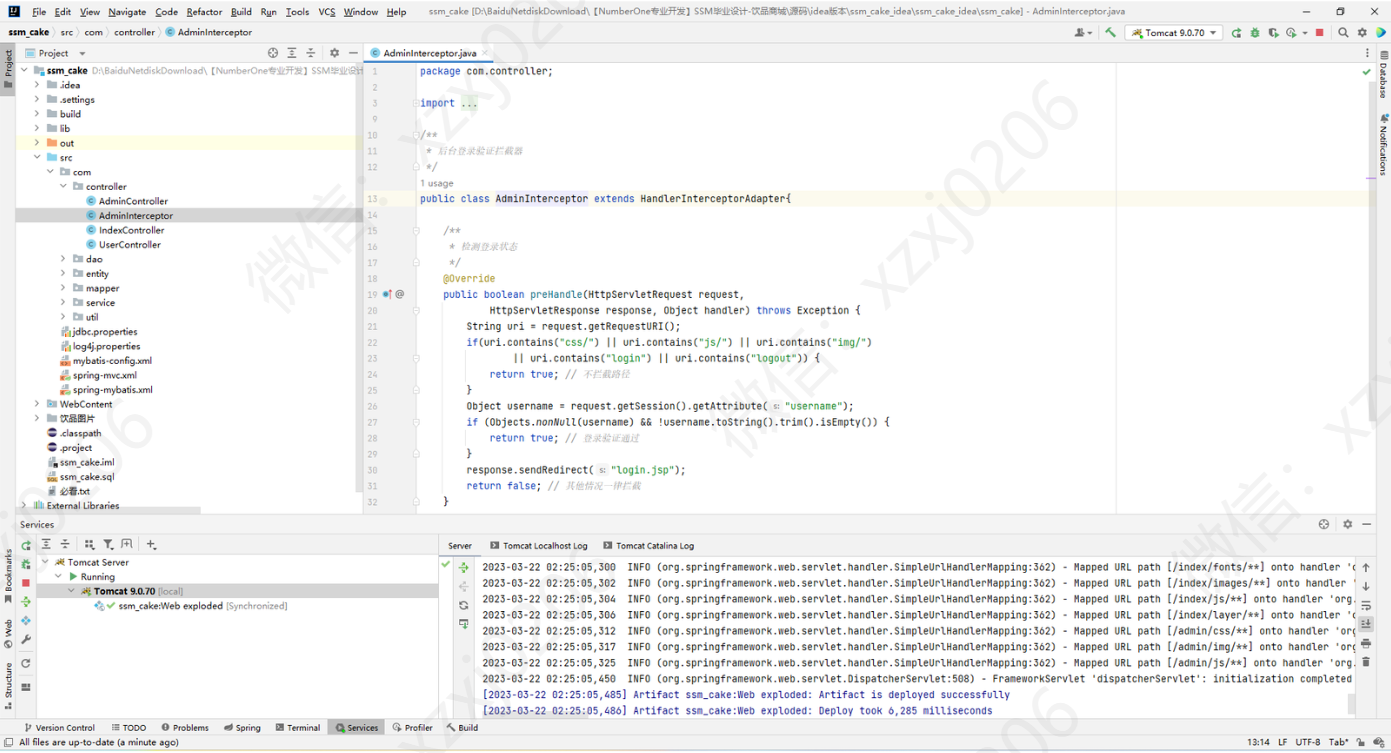 File Edit View Navigate Code Refactor Build Run Tools VCS Window Help ssm_cake [D:\BaiduNetdiskDownload\【NumberOne专业开发】SSM毕业设计-饮品商城\源码\idea版本\ssm_cake_idea\ssm_cake_idea\ssm_cake] - AdminInterceptor.java
ssm_cake src com controller AdminInterceptor Tomcat 9.0.70
Project AdminInterceptor.java
ssm_cake D:\BaiduNetdiskDownload\【NumberOne专业开发】SSM毕业设计
.idea
.settings
build
lib
out
src
com
controller
AdminController
AdminInterceptor
IndexController
UserController
dao
entity
mapper
service
util
jdbc.properties
log4j.properties
mybatis-config.xml
spring-mvc.xml
spring-mybatis.xml
WebContent
饮品图片
.classpath
.project
ssm_cake.iml
ssm_cake.sql
必看.txt
External Libraries
1 package com.controller;
2
3 import ...
9
10 /**
11 * 后台登录验证拦截器
12 */
1 usage
13 public class AdminInterceptor extends HandlerInterceptorAdapter{
14
15 /**
16 * 检测登录状态
17 */
18 @Override
19 public boolean preHandle(HttpServletRequest request,
20 HttpServletResponse response, Object handler) throws Exception {
21 String uri = request.getRequestURI();
22 if(uri.contains("css/") || uri.contains("js/") || uri.contains("img/")
23 || uri.contains("login") || uri.contains("logout")) {
24 return true; // 不拦截路径
25 }
26 Object username = request.getSession().getAttribute( s: "username");
27 if (Objects.nonNull(username) && !username.toString().trim().isEmpty()) {
28 return true; // 登录验证通过
29 }
30 response.sendRedirect( s: "login.jsp");
31 return false; // 其他情况一律拦截
32 }
Project
Bookmarks
Web
Structure
Database
Notifications
Services
Tomcat Server
Running
Tomcat 9.0.70 [local]
ssm_cake:Web exploded [Synchronized]
Server Tomcat Localhost Log Tomcat Catalina Log
2023-03-22 02:25:05,300 INFO (org.springframework.web.servlet.handler.SimpleUrlHandlerMapping:362) - Mapped URL path [/index/fonts/**] onto handler 'o
2023-03-22 02:25:05,302 INFO (org.springframework.web.servlet.handler.SimpleUrlHandlerMapping:362) - Mapped URL path [/index/images/**] onto handler '
2023-03-22 02:25:05,304 INFO (org.springframework.web.servlet.handler.SimpleUrlHandlerMapping:362) - Mapped URL path [/index/js/**] onto handler 'org.
2023-03-22 02:25:05,306 INFO (org.springframework.web.servlet.handler.SimpleUrlHandlerMapping:362) - Mapped URL path [/index/layer/**] onto handler 'o
2023-03-22 02:25:05,312 INFO (org.springframework.web.servlet.handler.SimpleUrlHandlerMapping:362) - Mapped URL path [/admin/css/**] onto handler 'org
2023-03-22 02:25:05,317 INFO (org.springframework.web.servlet.handler.SimpleUrlHandlerMapping:362) - Mapped URL path [/admin/img/**] onto handler 'org
2023-03-22 02:25:05,325 INFO (org.springframework.web.servlet.handler.SimpleUrlHandlerMapping:362) - Mapped URL path [/admin/js/**] onto handler 'org.
2023-03-22 02:25:05,450 INFO (org.springframework.web.servlet.DispatcherServlet:508) - FrameworkServlet 'dispatcherServlet': initialization completed
[2023-03-22 02:25:05,485] Artifact ssm_cake:Web exploded: Artifact is deployed successfully
[2023-03-22 02:25:05,486] Artifact ssm_cake:Web exploded: Deploy took 6,285 milliseconds
Version Control TODO Problems Spring Terminal Services Profiler Build
All files are up-to-date (a minute ago) 13:14 LF UTF-8 Tab*
微信: xzxj0206